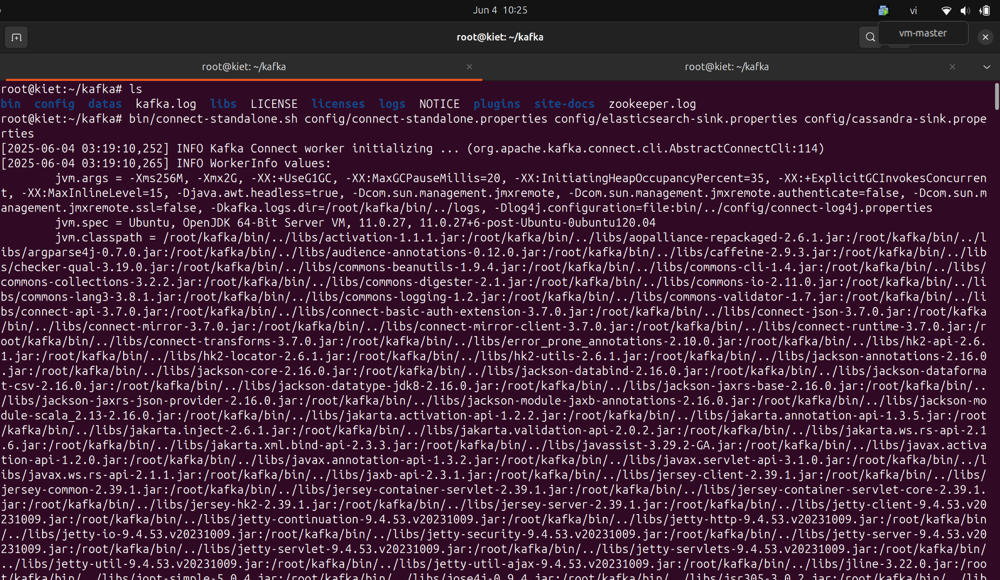 Jun 4 10:25
vi
root@kiet: ~/kafka
vm-master
root@kiet: ~/kafka
root@kiet: ~/kafka
root@kiet:~/kafka# ls
bin config datas kafka.log libs LICENSE licenses logs NOTICE plugins site-docs zookeeper.log
root@kiet:~/kafka# bin/connect-standalone.sh config/connect-standalone.properties config/elasticsearch-sink.properties config/cassandra-sink.prope
rties
[2025-06-04 03:19:10,252] INFO Kafka Connect worker initializing ... (org.apache.kafka.connect.cli.AbstractConnectCli:114)
[2025-06-04 03:19:10,265] INFO WorkerInfo values:
jvm.args = -Xms256M, -Xmx2G, -XX:+UseG1GC, -XX:MaxGCPauseMillis=20, -XX:InitiatingHeapOccupancyPercent=35, -XX:+ExplicitGCInvokesConcurren
t, -XX:MaxInlineLevel=15, -Djava.awt.headless=true, -Dcom.sun.management.jmxremote, -Dcom.sun.management.jmxremote.authenticate=false, -Dcom.sun.m
anagement.jmxremote.ssl=false, -Dkafka.logs.dir=/root/kafka/bin/../logs, -Dlog4j.configuration=file:bin/../config/connect-log4j.properties
jvm.spec = Ubuntu, OpenJDK 64-Bit Server VM, 11.0.27, 11.0.27+6-post-Ubuntu-0ubuntu120.04
jvm.classpath = /root/kafka/bin/../libs/activation-1.1.1.jar:/root/kafka/bin/../libs/aopalliance-repackaged-2.6.1.jar:/root/kafka/bin/../l
ibs/argparse4j-0.7.0.jar:/root/kafka/bin/../libs/audience-annotations-0.12.0.jar:/root/kafka/bin/../libs/caffeine-2.9.3.jar:/root/kafka/bin/../lib
s/checker-qual-3.19.0.jar:/root/kafka/bin/../libs/commons-beanutils-1.9.4.jar:/root/kafka/bin/../libs/commons-cli-1.4.jar:/root/kafka/bin/../libs/
commons-collections-3.2.2.jar:/root/kafka/bin/../libs/commons-digester-2.1.jar:/root/kafka/bin/../libs/commons-io-2.11.0.jar:/root/kafka/bin/../li
bs/commons-lang3-3.8.1.jar:/root/kafka/bin/../libs/commons-logging-1.2.jar:/root/kafka/bin/../libs/commons-validator-1.7.jar:/root/kafka/bin/../li
bs/connect-api-3.7.0.jar:/root/kafka/bin/../libs/connect-basic-auth-extension-3.7.0.jar:/root/kafka/bin/../libs/connect-json-3.7.0.jar:/root/kafka
/bin/../libs/connect-mirror-3.7.0.jar:/root/kafka/bin/../libs/connect-mirror-client-3.7.0.jar:/root/kafka/bin/../libs/connect-runtime-3.7.0.jar:/r
oot/kafka/bin/../libs/connect-transforms-3.7.0.jar:/root/kafka/bin/../libs/error_prone_annotations-2.10.0.jar:/root/kafka/bin/../libs/hk2-api-2.6.
1.jar:/root/kafka/bin/../libs/hk2-locator-2.6.1.jar:/root/kafka/bin/../libs/hk2-utils-2.6.1.jar:/root/kafka/bin/../libs/jackson-annotations-2.16.0
.jar:/root/kafka/bin/../libs/jackson-core-2.16.0.jar:/root/kafka/bin/../libs/jackson-databind-2.16.0.jar:/root/kafka/bin/../libs/jackson-dataforma
t-csv-2.16.0.jar:/root/kafka/bin/../libs/jackson-datatype-jdk8-2.16.0.jar:/root/kafka/bin/../libs/jackson-jaxrs-base-2.16.0.jar:/root/kafka/bin/..
/libs/jackson-jaxrs-json-provider-2.16.0.jar:/root/kafka/bin/../libs/jackson-module-jaxb-annotations-2.16.0.jar:/root/kafka/bin/../libs/jackson-mo
dule-scala_2.13-2.16.0.jar:/root/kafka/bin/../libs/jakarta.activation-api-1.2.2.jar:/root/kafka/bin/../libs/jakarta.annotation-api-1.3.5.jar:/root
/kafka/bin/../libs/jakarta.inject-2.6.1.jar:/root/kafka/bin/../libs/jakarta.validation-api-2.0.2.jar:/root/kafka/bin/../libs/jakarta.ws.rs-api-2.1
.6.jar:/root/kafka/bin/../libs/jakarta.xml.bind-api-2.3.3.jar:/root/kafka/bin/../libs/javassist-3.29.2-GA.jar:/root/kafka/bin/../libs/javax.activa
tion-api-1.2.0.jar:/root/kafka/bin/../libs/javax.annotation-api-1.3.2.jar:/root/kafka/bin/../libs/javax.servlet-api-3.1.0.jar:/root/kafka/bin/../l
ibs/javax.ws.rs-api-2.1.1.jar:/root/kafka/bin/../libs/jaxb-api-2.3.1.jar:/root/kafka/bin/../libs/jersey-client-2.39.1.jar:/root/kafka/bin/../libs/
jersey-common-2.39.1.jar:/root/kafka/bin/../libs/jersey-container-servlet-2.39.1.jar:/root/kafka/bin/../libs/jersey-container-servlet-core-2.39.1.
jar:/root/kafka/bin/../libs/jersey-hk2-2.39.1.jar:/root/kafka/bin/../libs/jersey-server-2.39.1.jar:/root/kafka/bin/../libs/jetty-client-9.4.53.v20
231009.jar:/root/kafka/bin/../libs/jetty-continuation-9.4.53.v20231009.jar:/root/kafka/bin/../libs/jetty-http-9.4.53.v20231009.jar:/root/kafka/bin
/../libs/jetty-io-9.4.53.v20231009.jar:/root/kafka/bin/../libs/jetty-security-9.4.53.v20231009.jar:/root/kafka/bin/../libs/jetty-server-9.4.53.v20
231009.jar:/root/kafka/bin/../libs/jetty-servlet-9.4.53.v20231009.jar:/root/kafka/bin/../libs/jetty-servlets-9.4.53.v20231009.jar:/root/kafka/bin/
../libs/jetty-util-9.4.53.v20231009.jar:/root/kafka/bin/../libs/jetty-util-ajax-9.4.53.v20231009.jar:/root/kafka/bin/../libs/jline-3.22.0.jar:/roo
t/kafka/bin/../libs/jopt-simple-5.0.4.jar:/root/kafka/bin/../libs/jose4j-0.9.4.jar:/root/kafka/bin/../libs/jsr305-3.0.2.jar:/root/kafka/bin/../lib